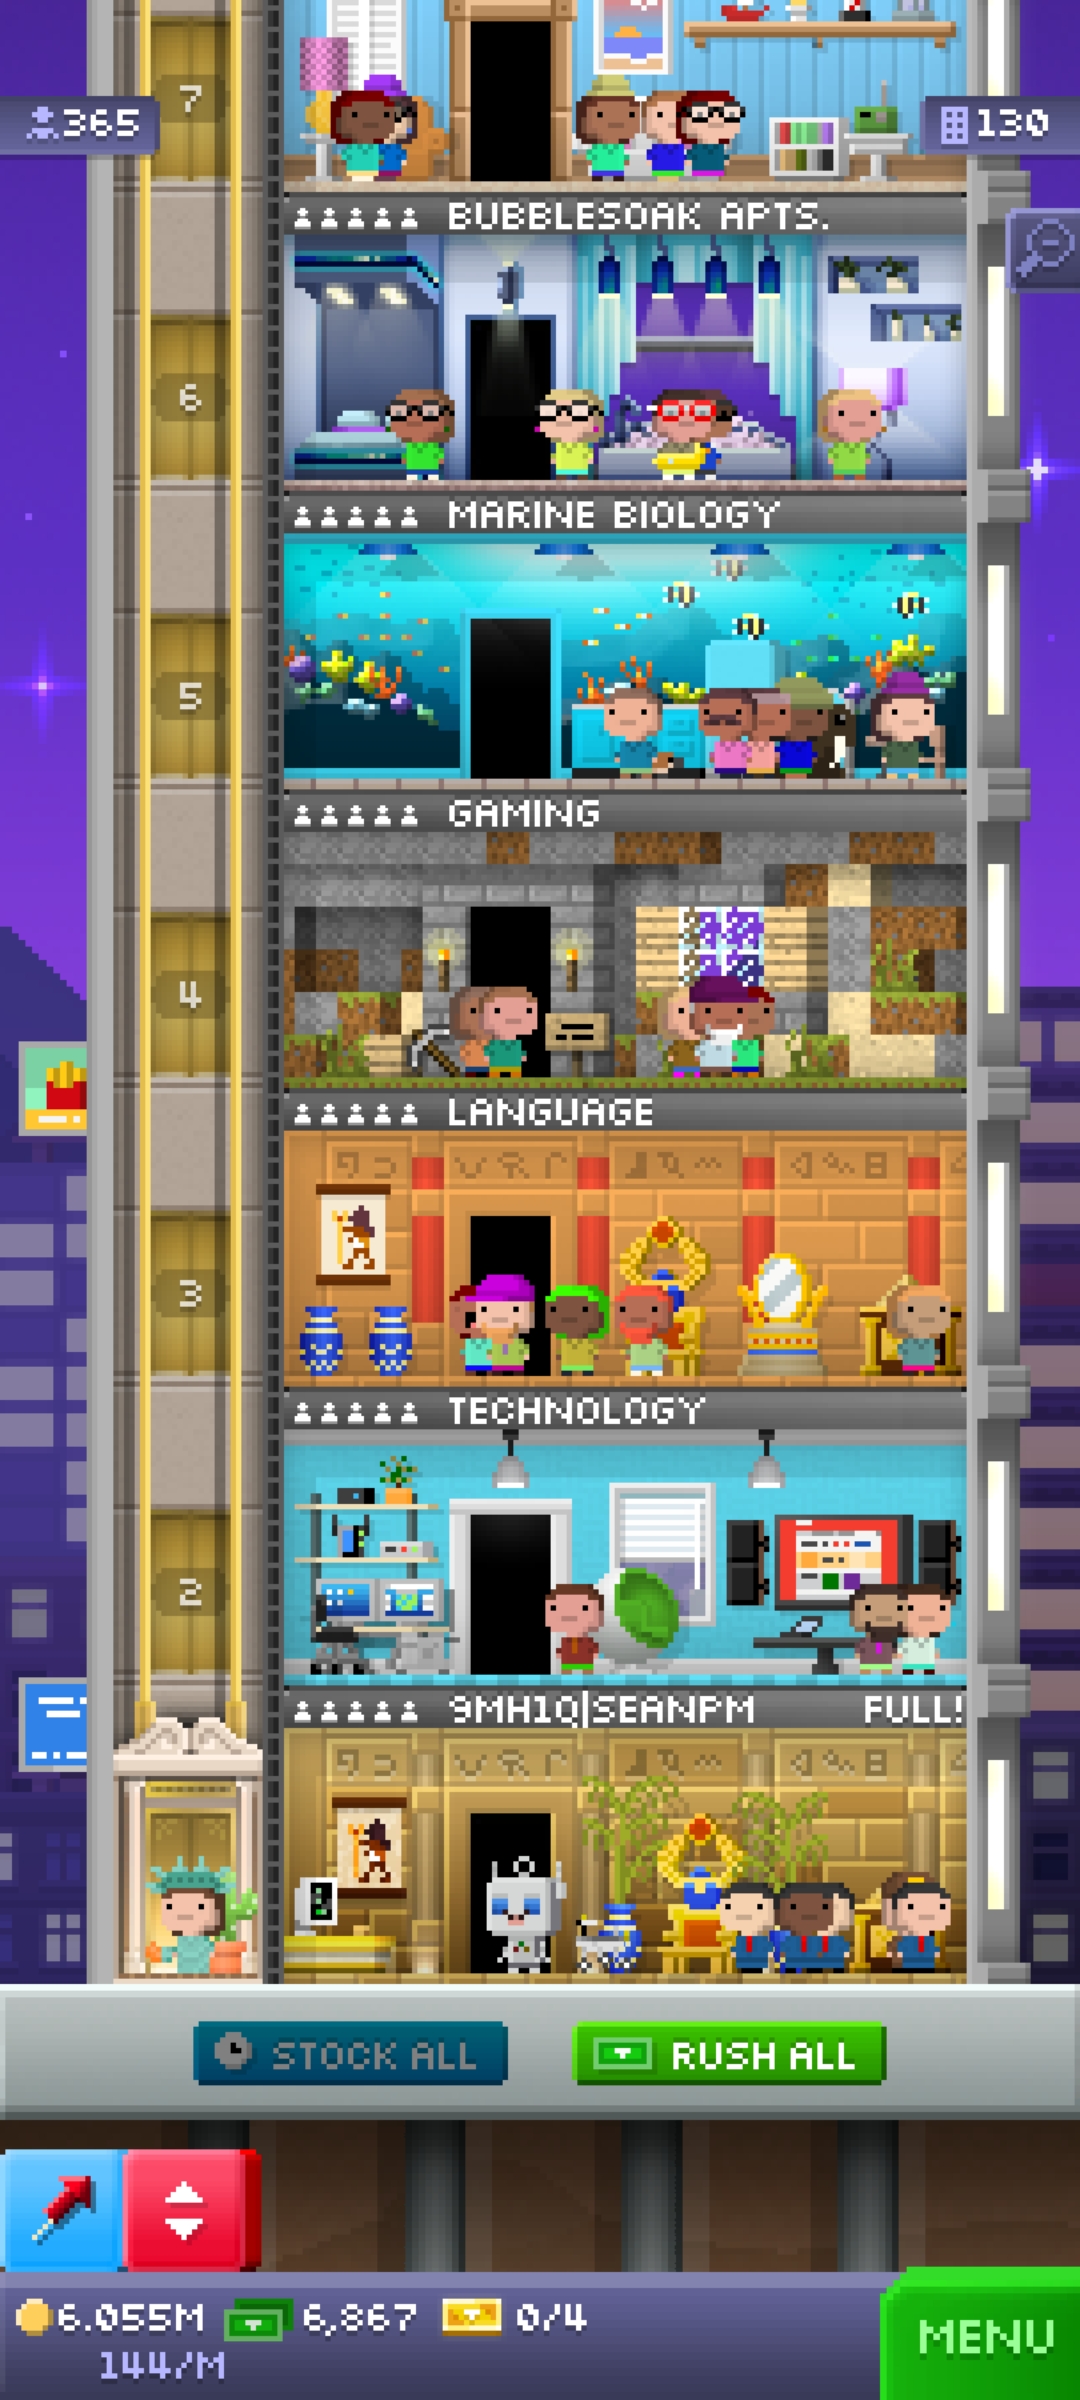 7
365
130
BUBBLESOAK APTS.
6
MARINE BIOLOGY
5
GAMING
4
LANGUAGE
3
TECHNOLOGY
2
9MH1Q|SEANPM FULL!
STOCK ALL
RUSH ALL
6.055M
6,867
0/4
144/M
MENU